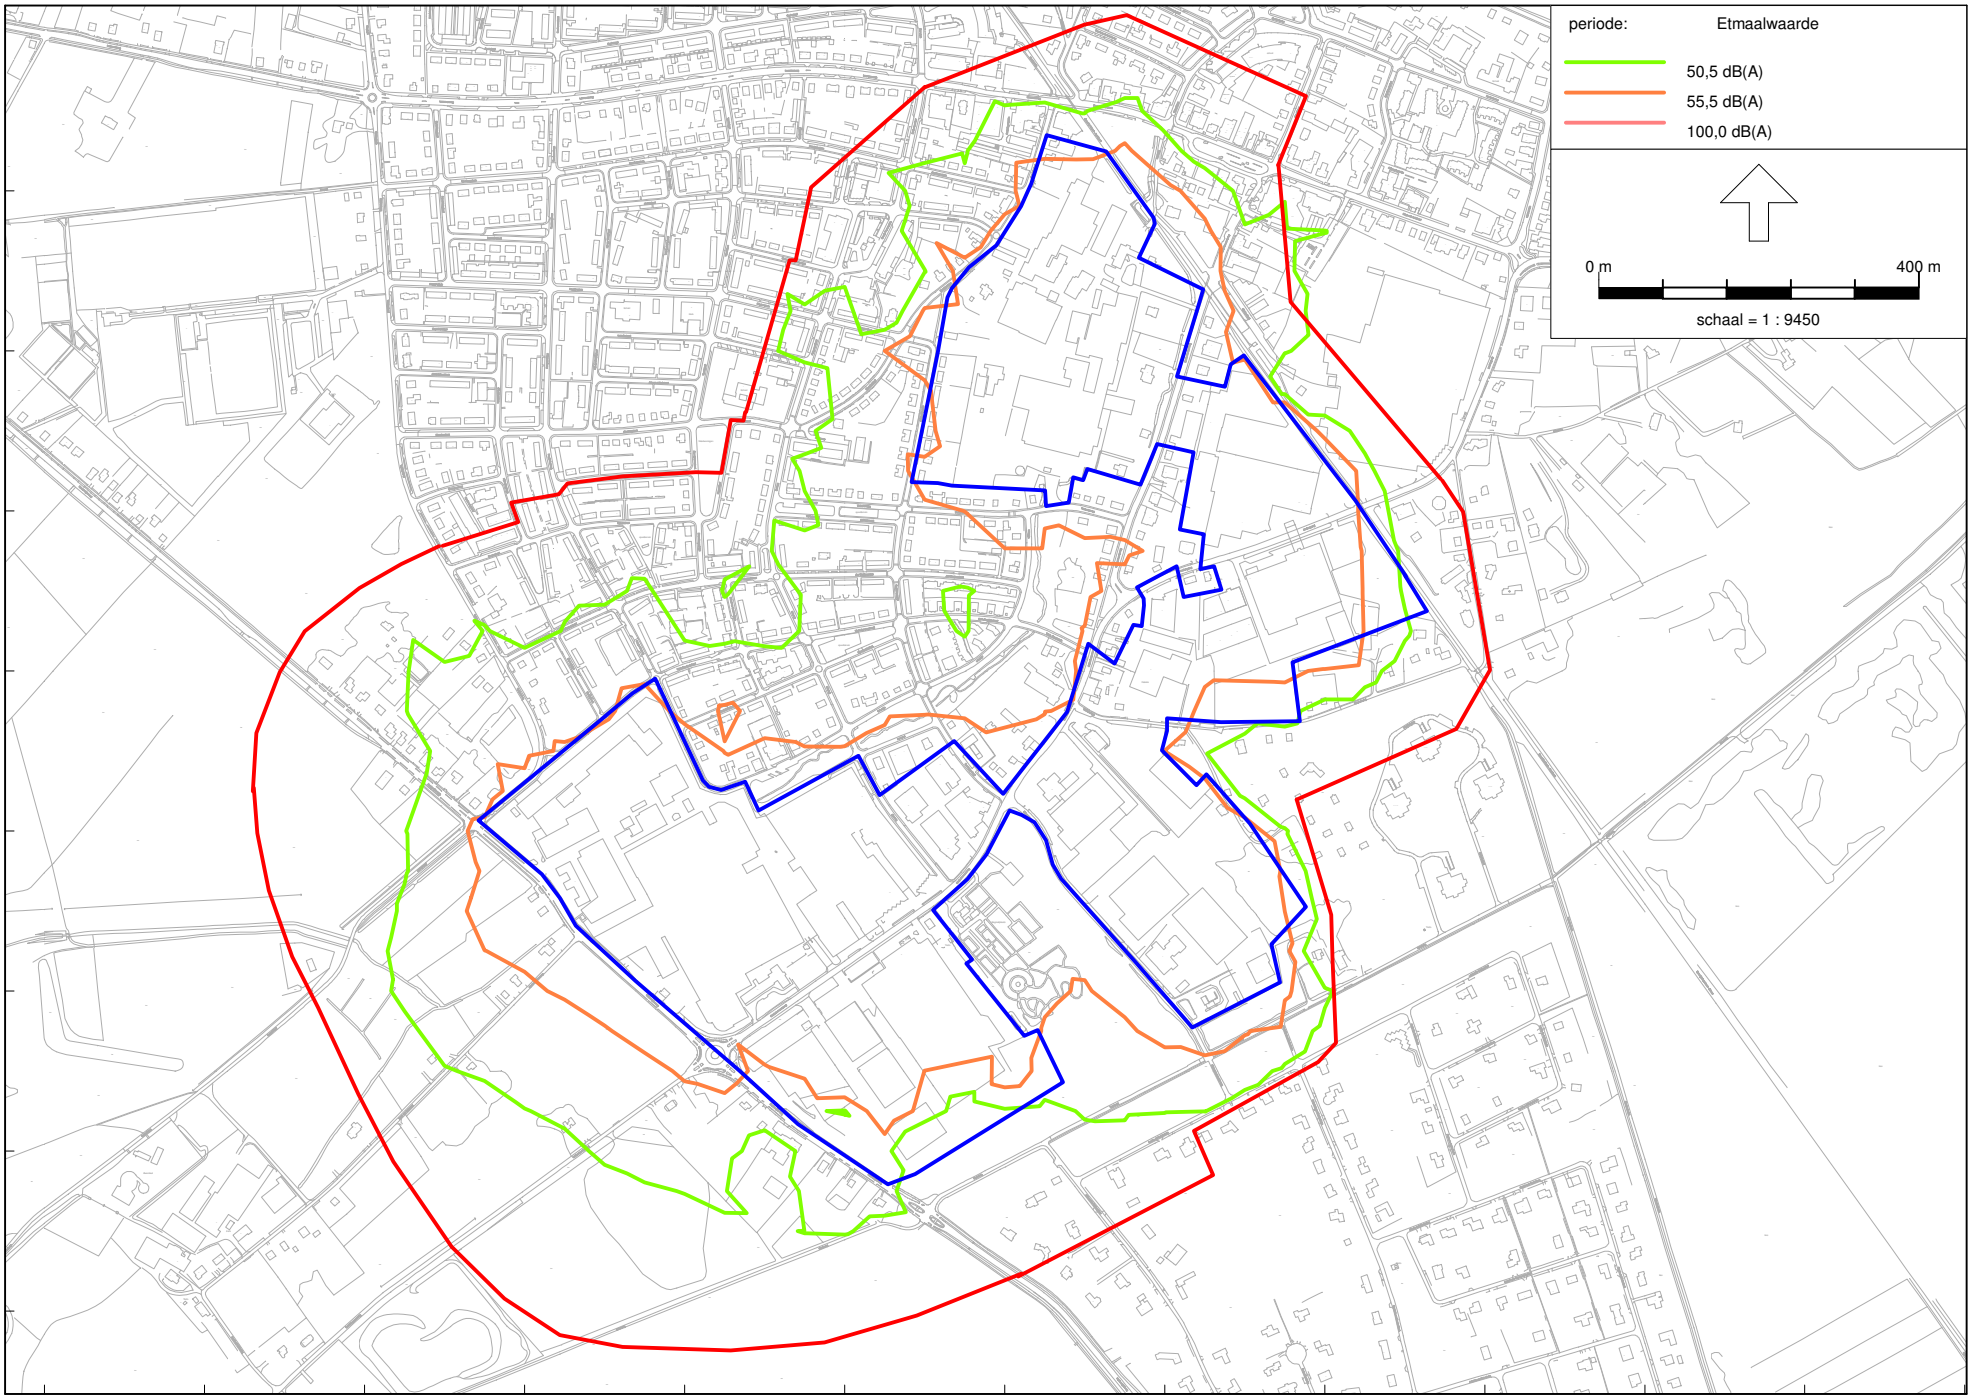 periode: Etmaalwaarde
50,5 dB(A)
55,5 dB(A)
100,0 dB(A)
0 m 400 m
schaal = 1 : 9450